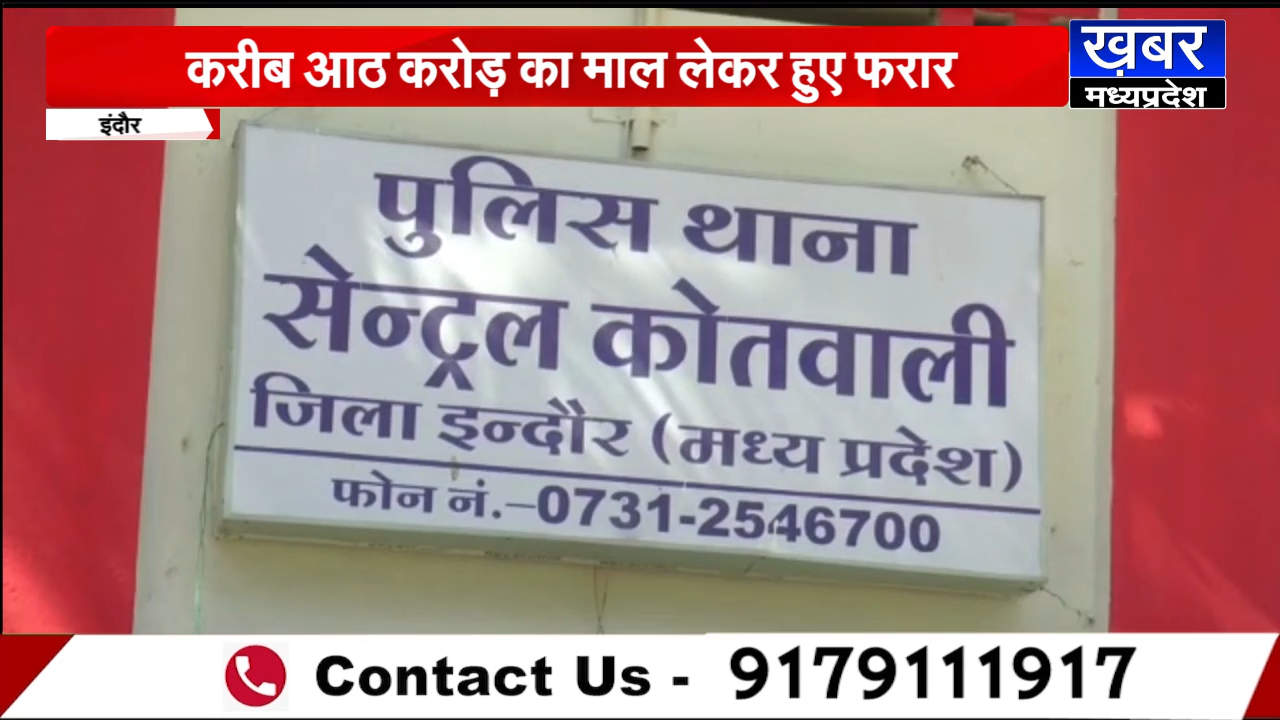 करीब आठ करोड़ का माल लेकर हुए फरार
ख़बर
मध्यप्रदेश
इंदौर
पुलिस थाना
सेन्ट्रल कोतवाली
जिला इन्दौर (मध्य प्रदेश)
फोन नं.-0731-2546700
Contact Us - 9179111917